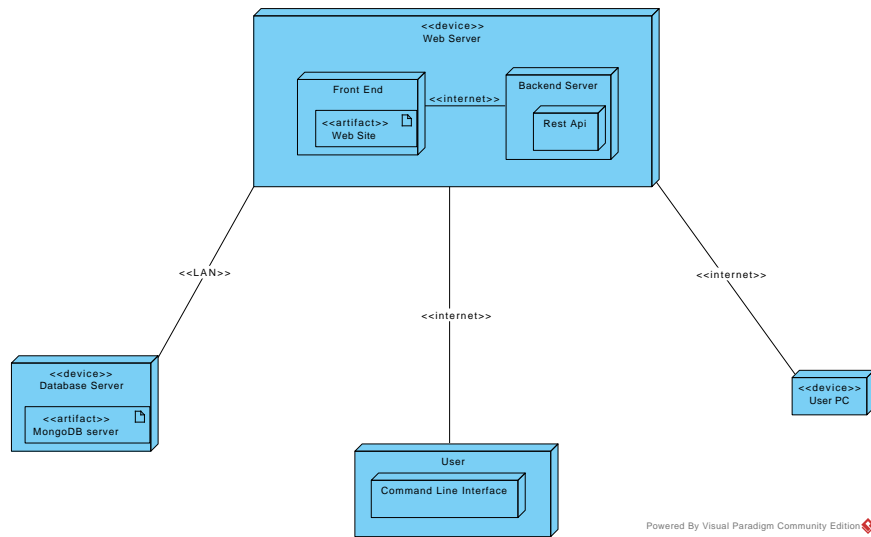 <<device>>
Web Server
Front End
<<artifact>>
Web Site
<<internet>>
Backend Server
Rest Api
<<LAN>>
<<internet>>
<<internet>>
<<device>>
Database Server
<<artifact>>
MongoDB server
User
Command Line Interface
<<device>>
User PC
Powered By Visual Paradigm Community Edition